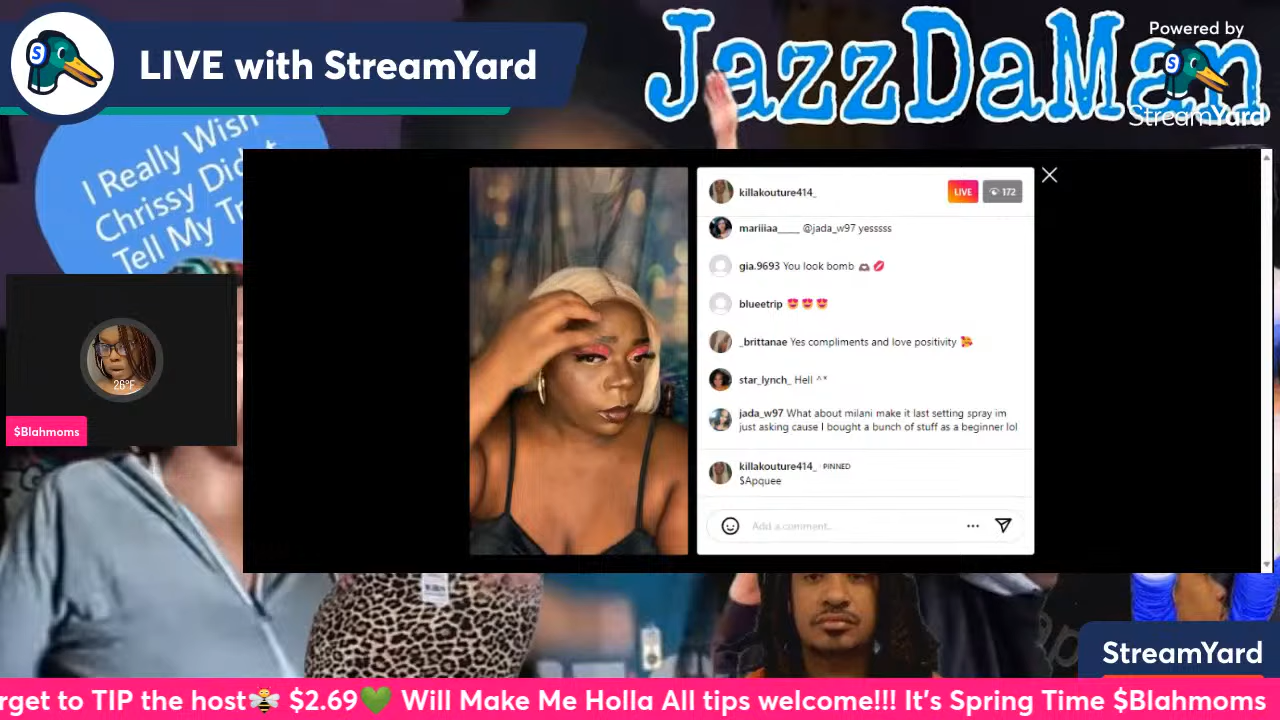 LIVE with StreamYard
JazzDaMan
Powered by
StreamYard
I Really Wish
Chrissy
Tell My
26°F
$Blahmoms
killakouture414_
LIVE
172
mariiiaa_____ @jada_w97 yesssss
gia.9693 You look bomb 🫶🏾 💋
blueetrip 😍 😍 😍
_brittanae Yes compliments and love positivity 🥰
star_lynch_ Hell ^*
jada_w97 What about milani make it last setting spray im
just asking cause I bought a bunch of stuff as a beginner lol
killakouture414_ · PINNED
$Apquee
Add a comment...
StreamYard
rget to TIP the host🐝 $2.69💚 Will Make Me Holla All tips welcome!!! It's Spring Time $Blahmoms